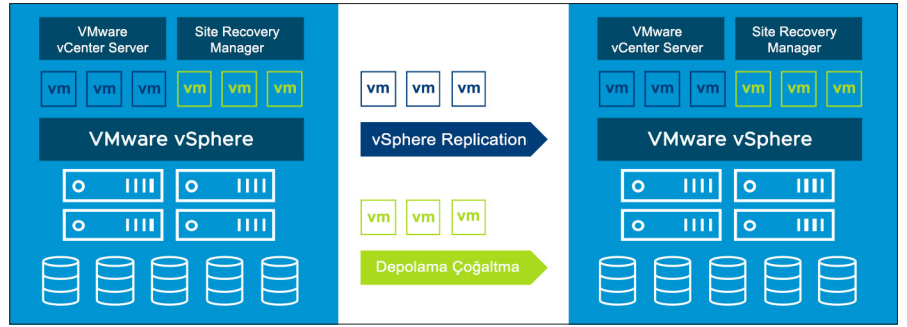 VMware
vCenter Server
Site Recovery
Manager
vm vm vm vm vm vm
VMware vSphere
vm vm vm
vSphere Replication
vm vm vm
Depolama Çoğaltma
VMware
vCenter Server
Site Recovery
Manager
vm vm vm vm vm vm
VMware vSphere